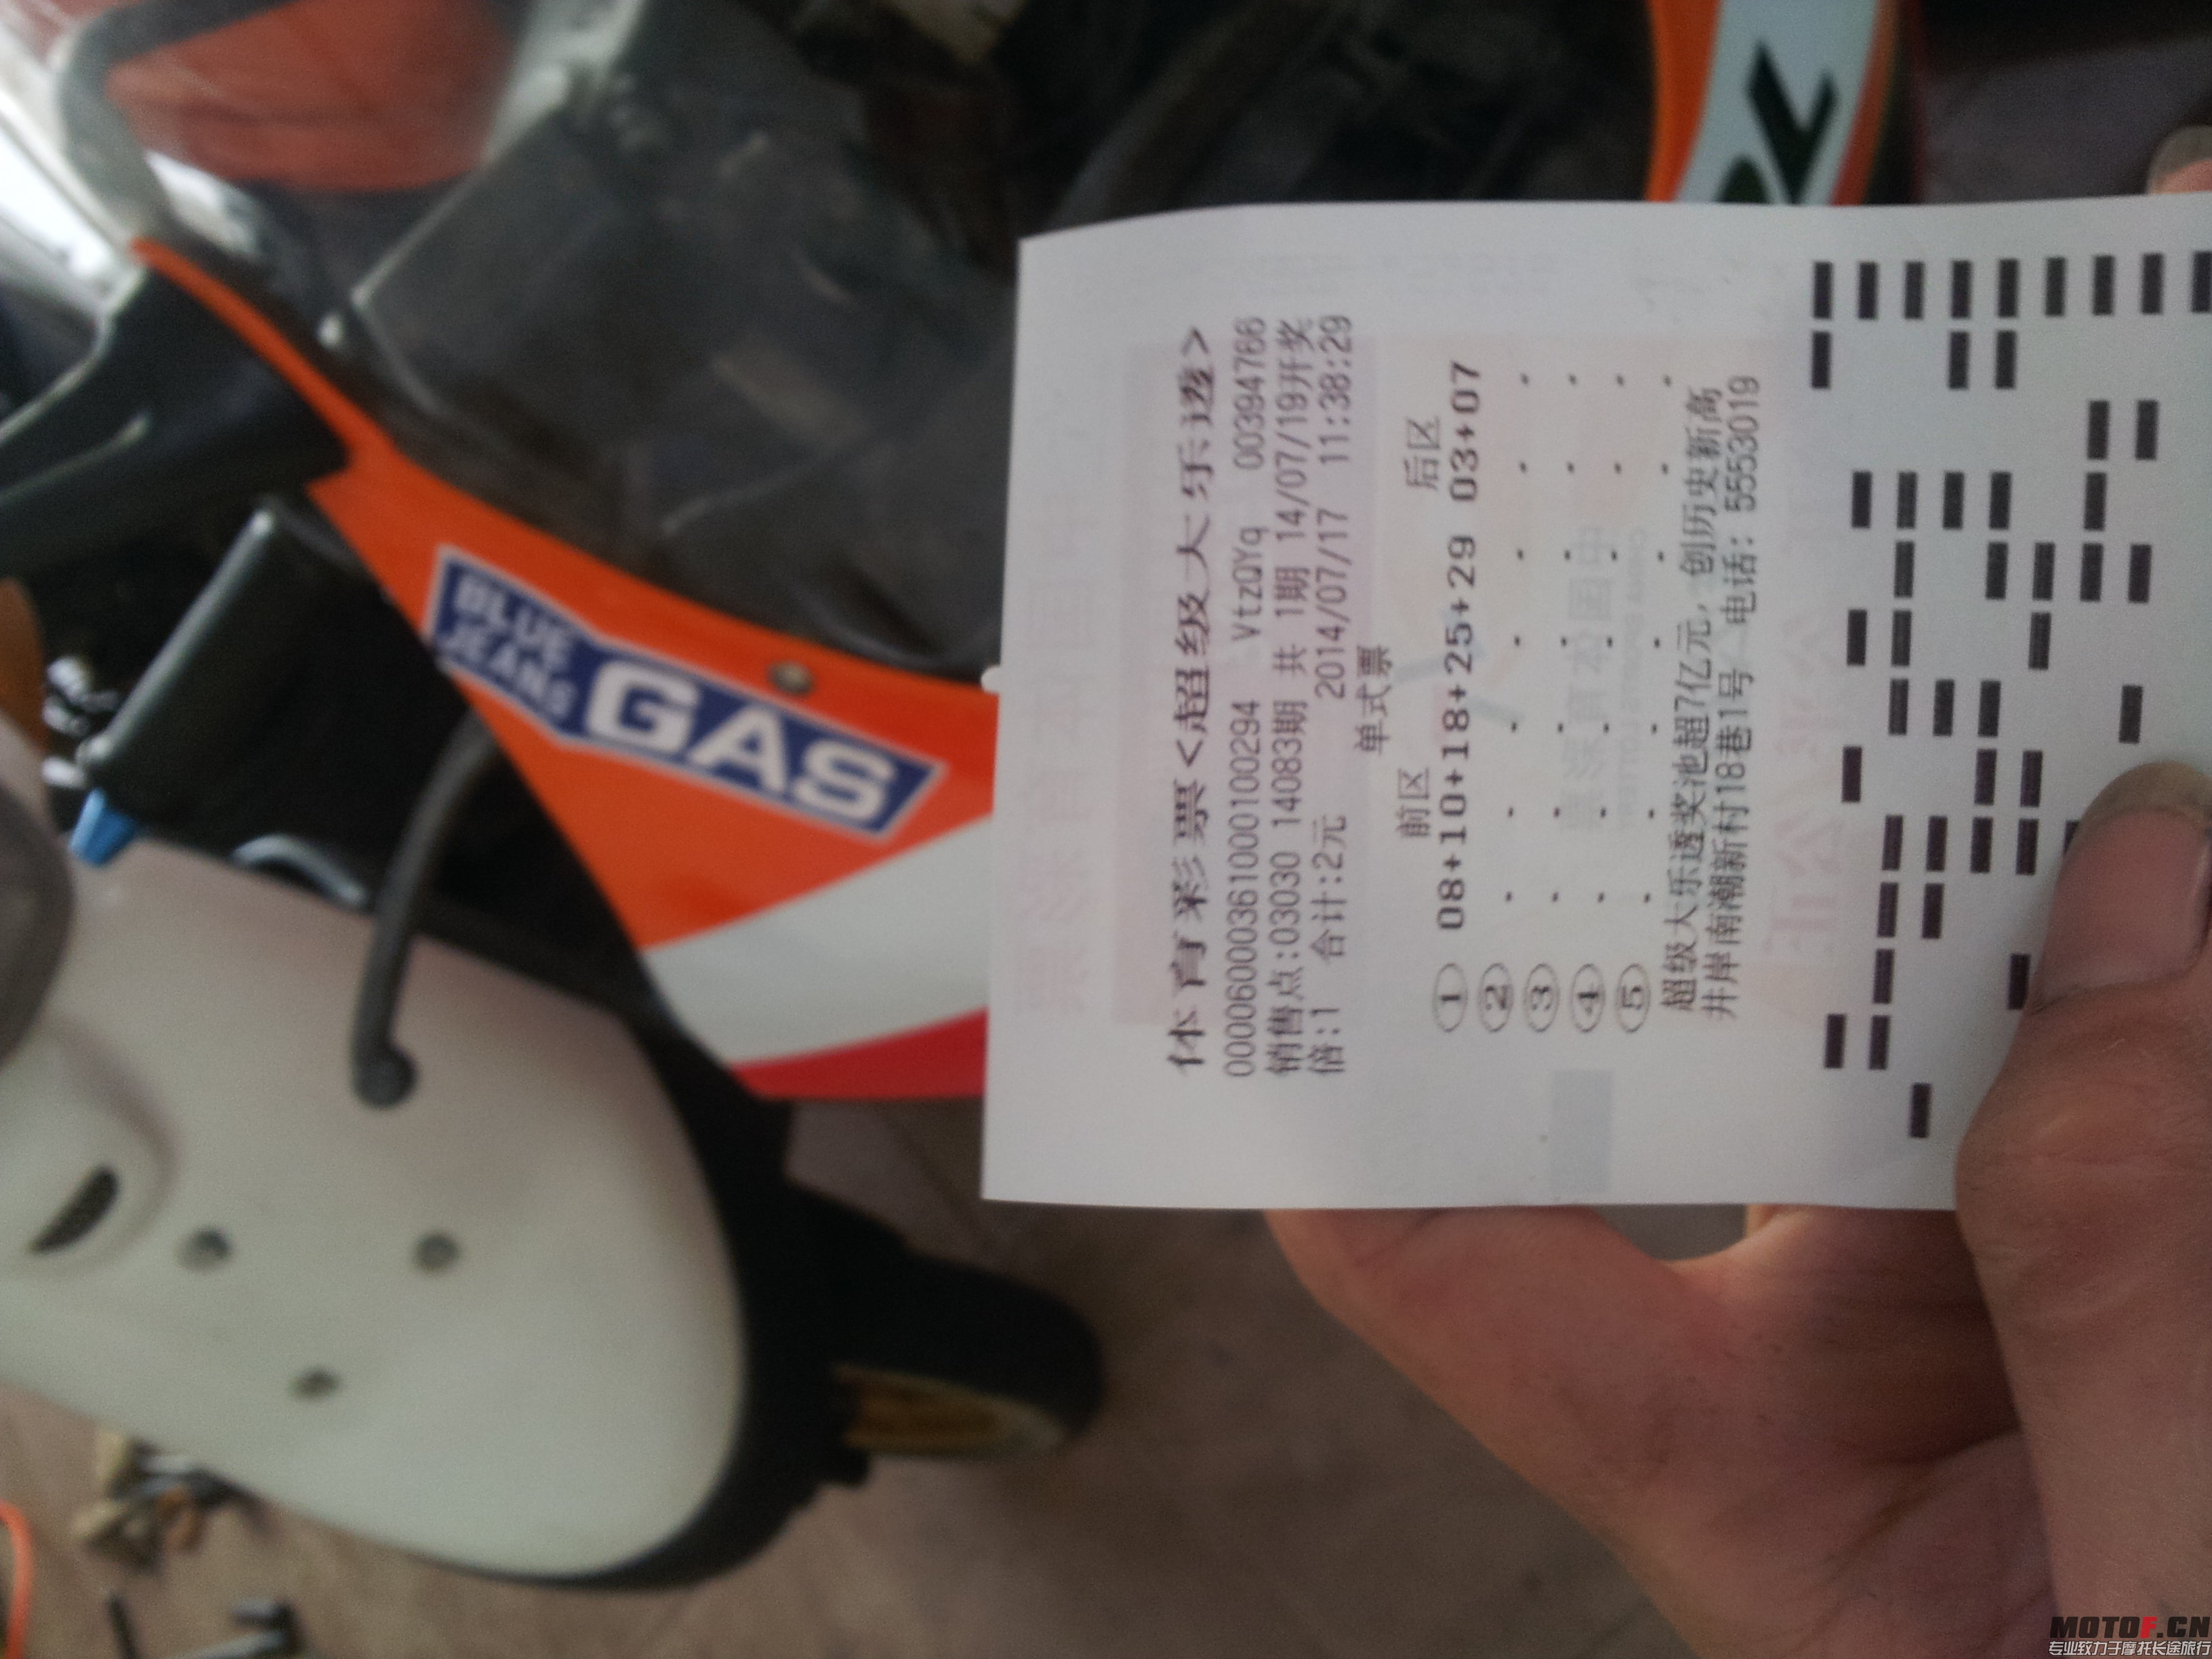 BLUE
JEANS
GAS
体育彩票<超级大乐透>
00006000361000100294 VtzQYq 00394766
销售点:03030 14083期 共 1期 14/07/19开奖
倍:1 合计:2元 2014/07/17 11:38:29
单式票
前区 后区
① 08+10+18+25+29 03+07
②
③
④
⑤
超级大乐透奖池超7亿元，创历史新高
井岸南潮新村18巷1号 电话：5553019
MOTOF.CN
专业致力于摩托长途旅行